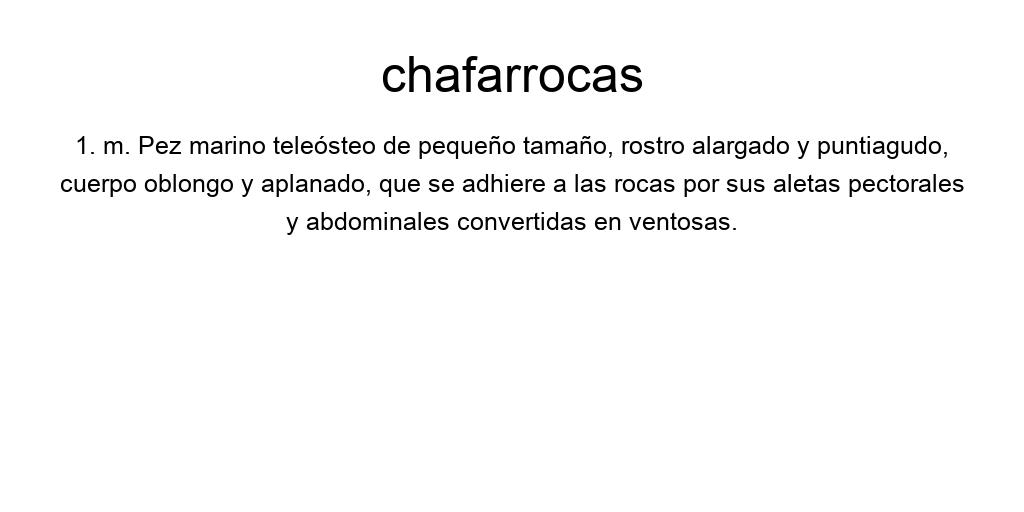 chafarrocas
1. m. Pez marino teleósteo de pequeño tamaño, rostro alargado y puntiagudo,
cuerpo oblongo y aplanado, que se adhiere a las rocas por sus aletas pectorales
y abdominales convertidas en ventosas.